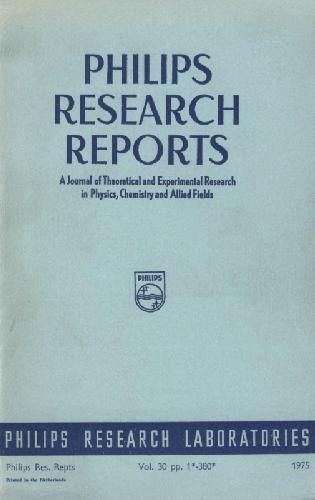 PHILIPS
RESEARCH
REPORTS
A Journal of Theoretical and Experimental Research
in Physics, Chemistry and Allied Fields
PHILIPS
PHILIPS RESEARCH LABORATORIES
Philips Res. Repts Vol. 30 pp. 1*-380* 1975
Printed in the Netherlands